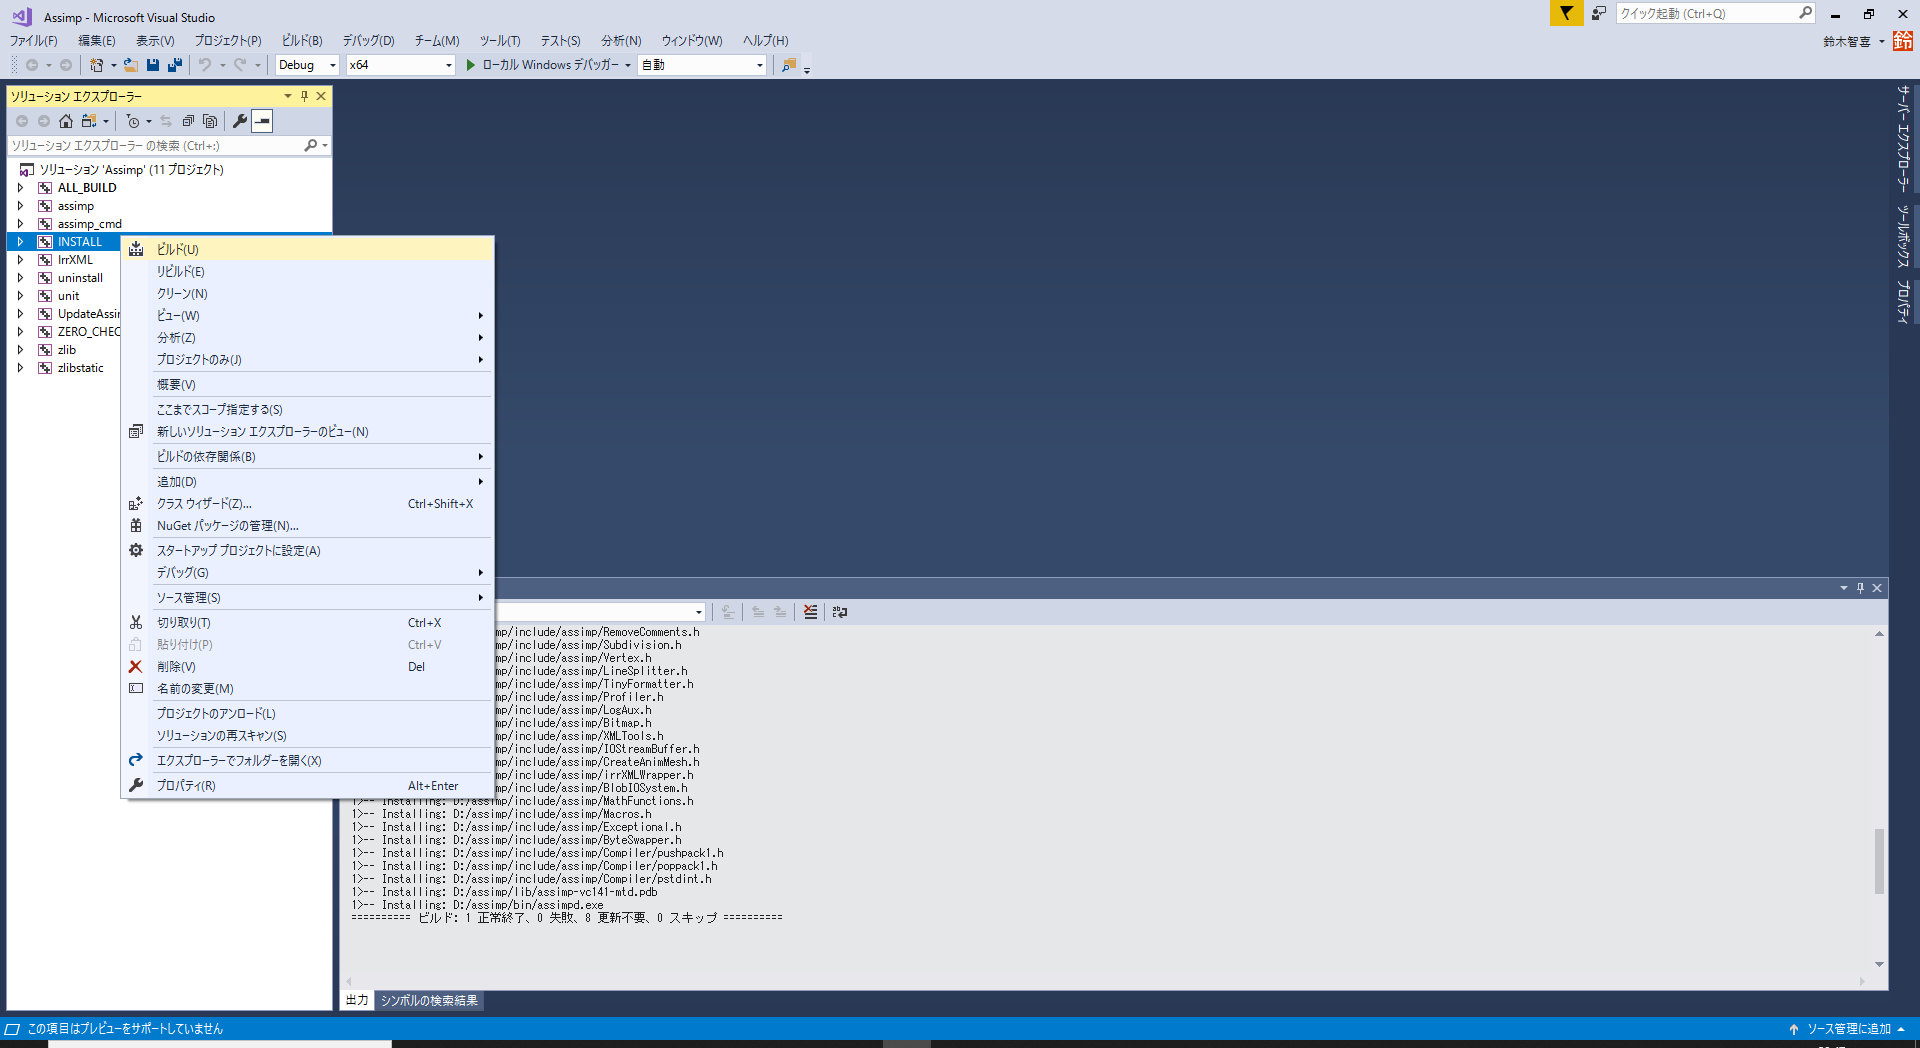 Assimp - Microsoft Visual Studio
クイック起動 (Ctrl+Q)
ファイル(F) 編集(E) 表示(V) プロジェクト(P) ビルド(B) デバッグ(D) チーム(M) ツール(T) テスト(S) 分析(N) ウィンドウ(W) ヘルプ(H)
鈴木智喜 鈴
Debug x64 ローカル Windows デバッガー 自動
ソリューション エクスプローラー
ソリューション エクスプローラー の検索 (Ctrl+:)
ソリューション 'Assimp' (11 プロジェクト)
ALL_BUILD
assimp
assimp_cmd
INSTALL
IrrXML
uninstall
unit
UpdateAssi
ZERO_CHEC
zlib
zlibstatic
ビルド(U)
リビルド(E)
クリーン(N)
ビュー(W)
分析(Z)
プロジェクトのみ(J)
概要(V)
ここまでスコープ指定する(S)
新しいソリューション エクスプローラーのビュー(N)
ビルドの依存関係(B)
追加(D)
クラス ウィザード(Z)... Ctrl+Shift+X
NuGet パッケージの管理(N)...
スタートアップ プロジェクトに設定(A)
デバッグ(G)
ソース管理(S)
切り取り(T) Ctrl+X
貼り付け(P) Ctrl+V
削除(V) Del
名前の変更(M)
プロジェクトのアンロード(L)
ソリューションの再スキャン(S)
エクスプローラーでフォルダーを開く(X)
プロパティ(R) Alt+Enter
mp/include/assimp/RemoveComments.h
mp/include/assimp/Subdivision.h
mp/include/assimp/Vertex.h
mp/include/assimp/LineSplitter.h
mp/include/assimp/TinyFormatter.h
mp/include/assimp/Profiler.h
mp/include/assimp/LogAux.h
mp/include/assimp/Bitmap.h
mp/include/assimp/XMLTools.h
mp/include/assimp/IOStreamBuffer.h
mp/include/assimp/CreateAnimMesh.h
mp/include/assimp/irrXMLWrapper.h
mp/include/assimp/BlobIOSystem.h
1>-- Installing: D:/assimp/include/assimp/MathFunctions.h
1>-- Installing: D:/assimp/include/assimp/Macros.h
1>-- Installing: D:/assimp/include/assimp/Exceptional.h
1>-- Installing: D:/assimp/include/assimp/ByteSwapper.h
1>-- Installing: D:/assimp/include/assimp/Compiler/pushpack1.h
1>-- Installing: D:/assimp/include/assimp/Compiler/poppack1.h
1>-- Installing: D:/assimp/include/assimp/Compiler/pstdint.h
1>-- Installing: D:/assimp/lib/assimp-vc141-mtd.pdb
1>-- Installing: D:/assimp/bin/assimpd.exe
========== ビルド: 1 正常終了、0 失敗、8 更新不要、0 スキップ ==========
出力 シンボルの検索結果
サーバー エクスプローラー
ツールボックス
プロパティ
この項目はプレビューをサポートしていません
ソース管理に追加